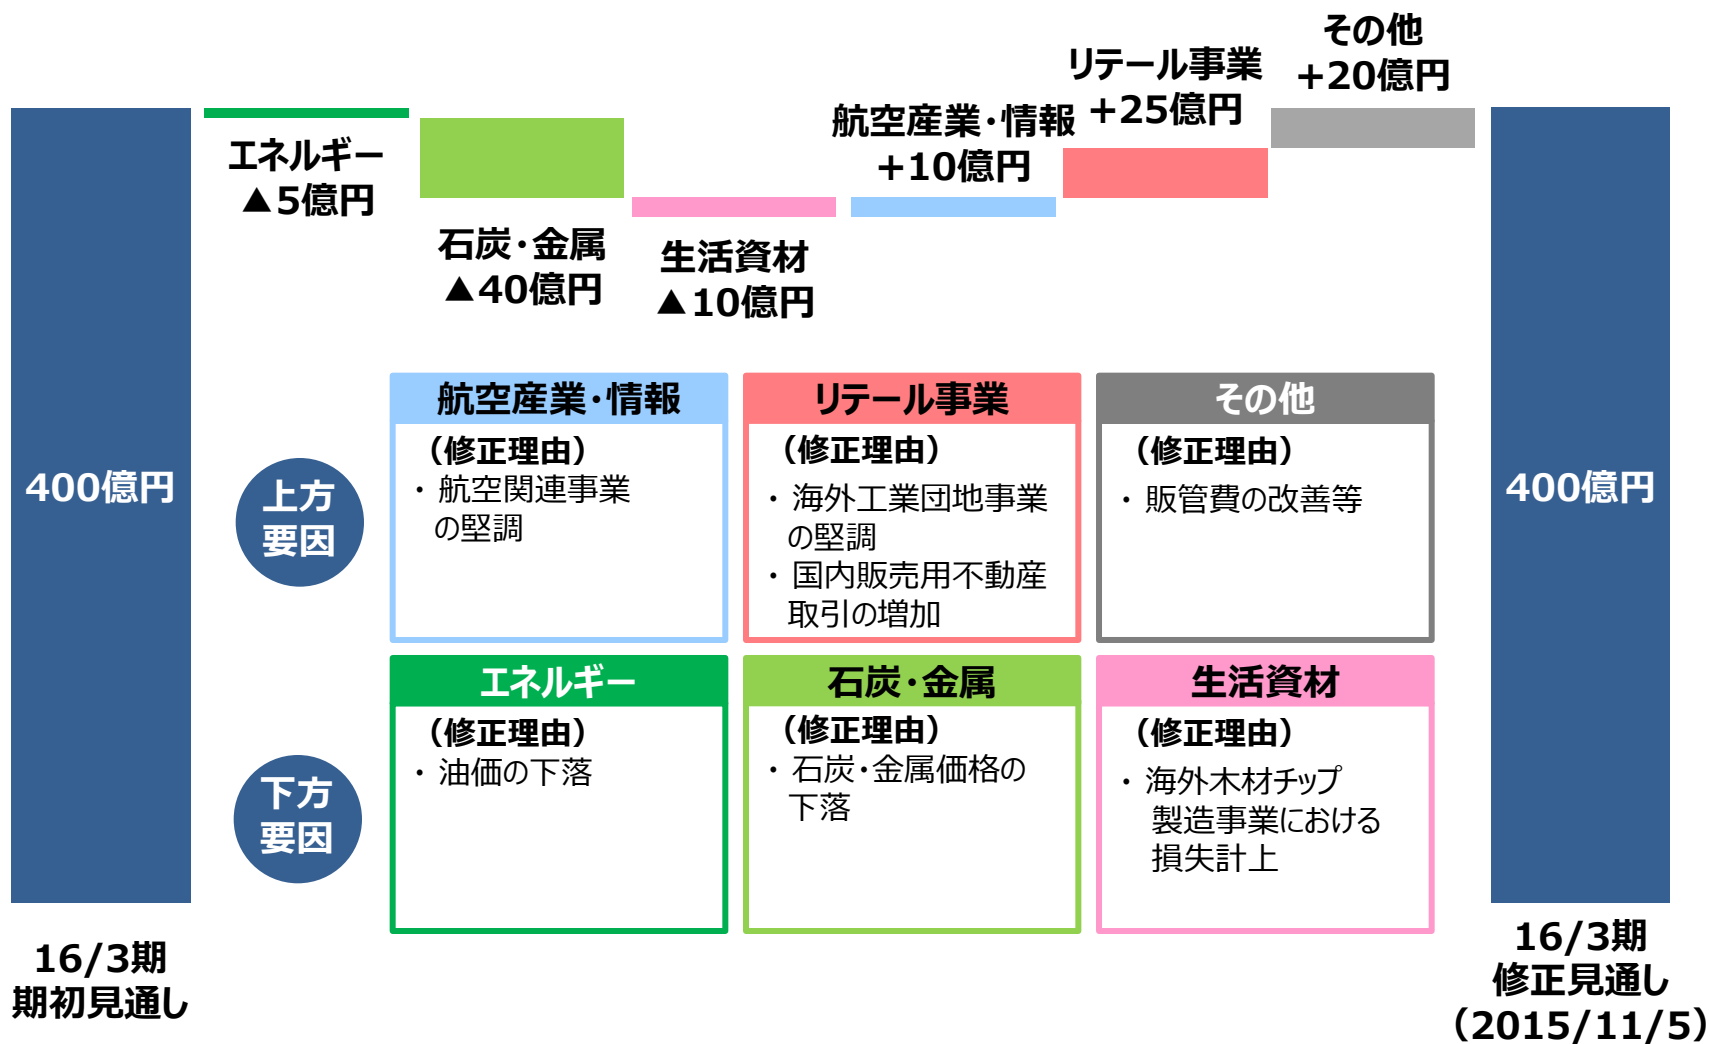 その他
+20億円
リテール事業
+25億円
航空産業・情報
+10億円
エネルギー
▲5億円
石炭・金属
▲40億円
生活資材
▲10億円
400億円
400億円
上方
要因
航空産業・情報
（修正理由）
・ 航空関連事業
の堅調
リテール事業
（修正理由）
・ 海外工業団地事業
の堅調
・ 国内販売用不動産
取引の増加
その他
（修正理由）
・ 販管費の改善等
下方
要因
エネルギー
（修正理由）
・ 油価の下落
石炭・金属
（修正理由）
・ 石炭・金属価格の
下落
生活資材
（修正理由）
・ 海外木材チップ
製造事業における
損失計上
16/3期
期初見通し
16/3期
修正見通し
（2015/11/5）